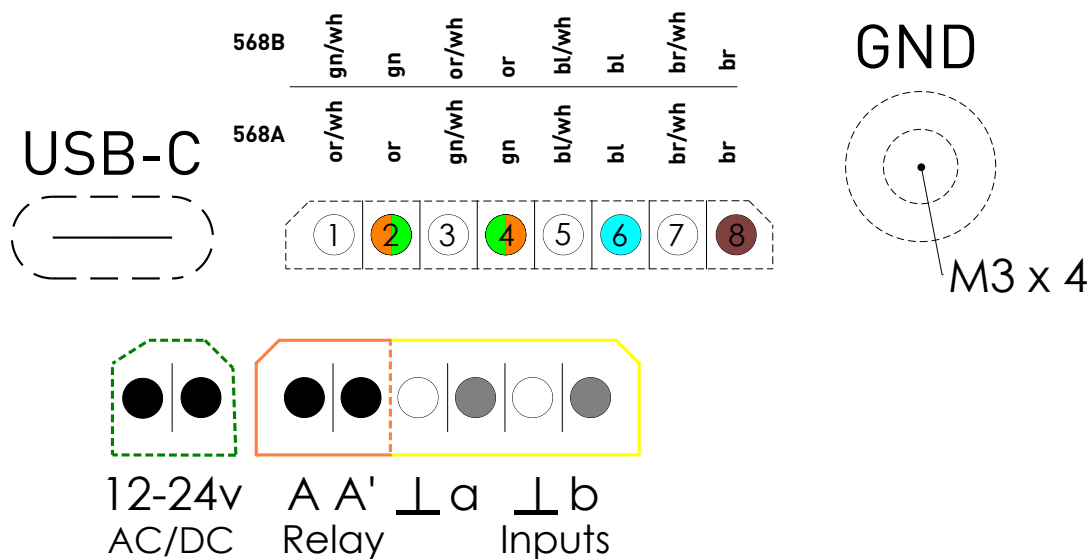 568B gn/wh gn or/wh or bl/wh bl br/wh br
GND
568A or/wh or gn/wh gn bl/wh bl br/wh br
USB-C
1 2 3 4 5 6 7 8
M3 x 4
12-24v A A' ⊥ a ⊥ b
AC/DC Relay Inputs